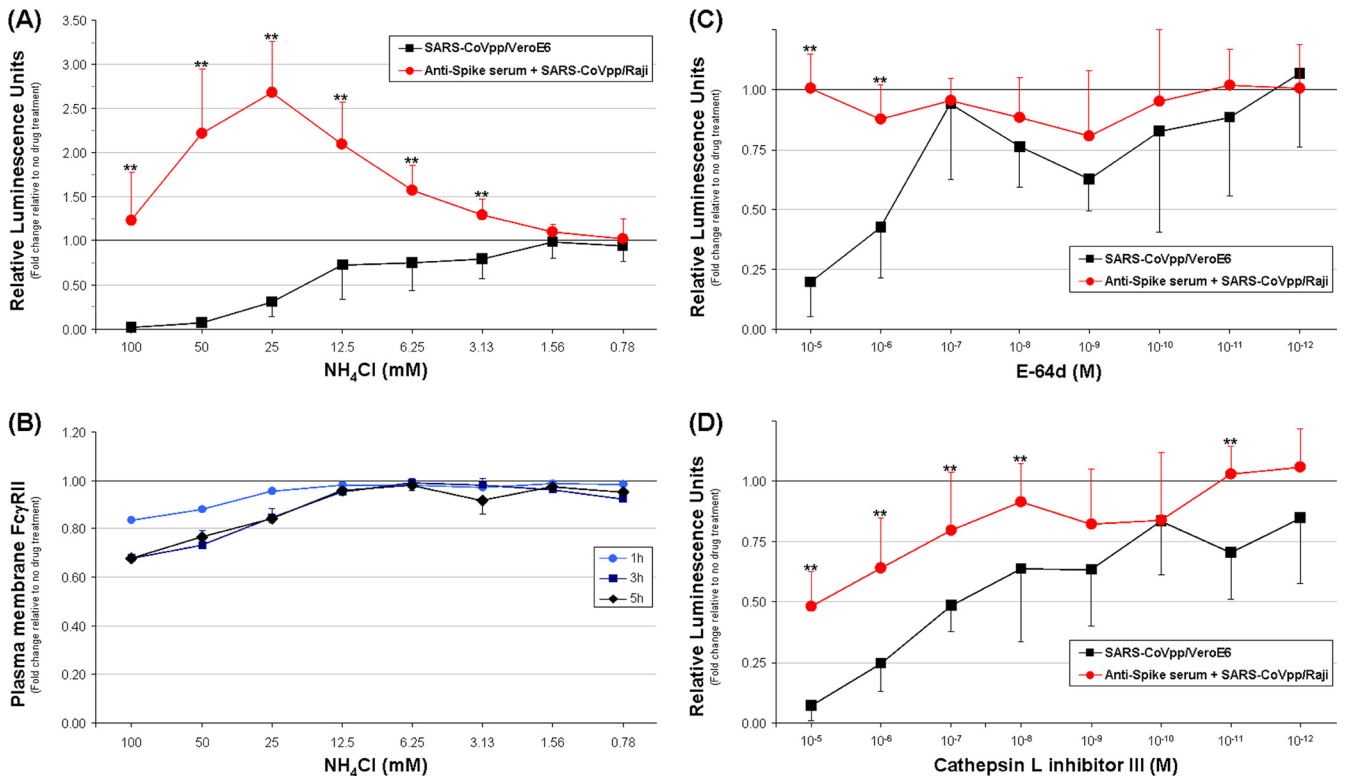 (A)
Relative Luminescence Units
(Fold change relative to no drug treatment)
3.50
3.00
2.50
2.00
1.50
1.00
0.50
0.00
SARS-CoVpp/VeroE6
Anti-Spike serum + SARS-CoVpp/Raji
**
**
**
**
**
**
100
50
25
12.5
6.25
3.13
1.56
0.78
NH₄Cl (mM)
(B)
Plasma membrane FcγRII
(Fold change relative to no drug treatment)
1.20
1.00
0.80
0.60
0.40
0.20
0.00
1h
3h
5h
100
50
25
12.5
6.25
3.13
1.56
0.78
NH₄Cl (mM)
(C)
Relative Luminescence Units
(Fold change relative to no drug treatment)
1.00
0.75
0.50
0.25
1.00
**
**
SARS-CoVpp/VeroE6
Anti-Spike serum + SARS-CoVpp/Raji
10⁻⁵
10⁻⁶
10⁻⁷
10⁻⁸
10⁻⁹
10⁻¹⁰
10⁻¹¹
10⁻¹²
E-64d (M)
(D)
Relative Luminescence Units
(Fold change relative to no drug treatment)
1.00
0.75
0.50
0.25
0.00
**
**
**
**
**
SARS-CoVpp/VeroE6
Anti-Spike serum + SARS-CoVpp/Raji
10⁻⁵
10⁻⁶
10⁻⁷
10⁻⁸
10⁻⁹
10⁻¹⁰
10⁻¹¹
10⁻¹²
Cathepsin L inhibitor III (M)